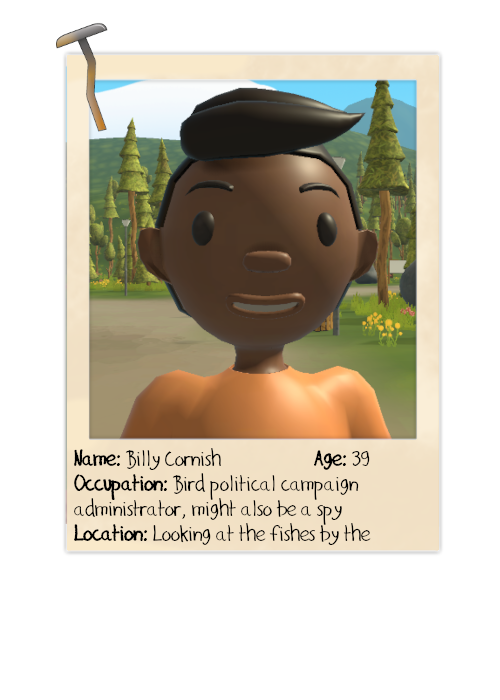 Name: Billy Cornish Age: 39
Occupation: Bird political campaign
administrator, might also be a spy
Location: Looking at the fishes by the